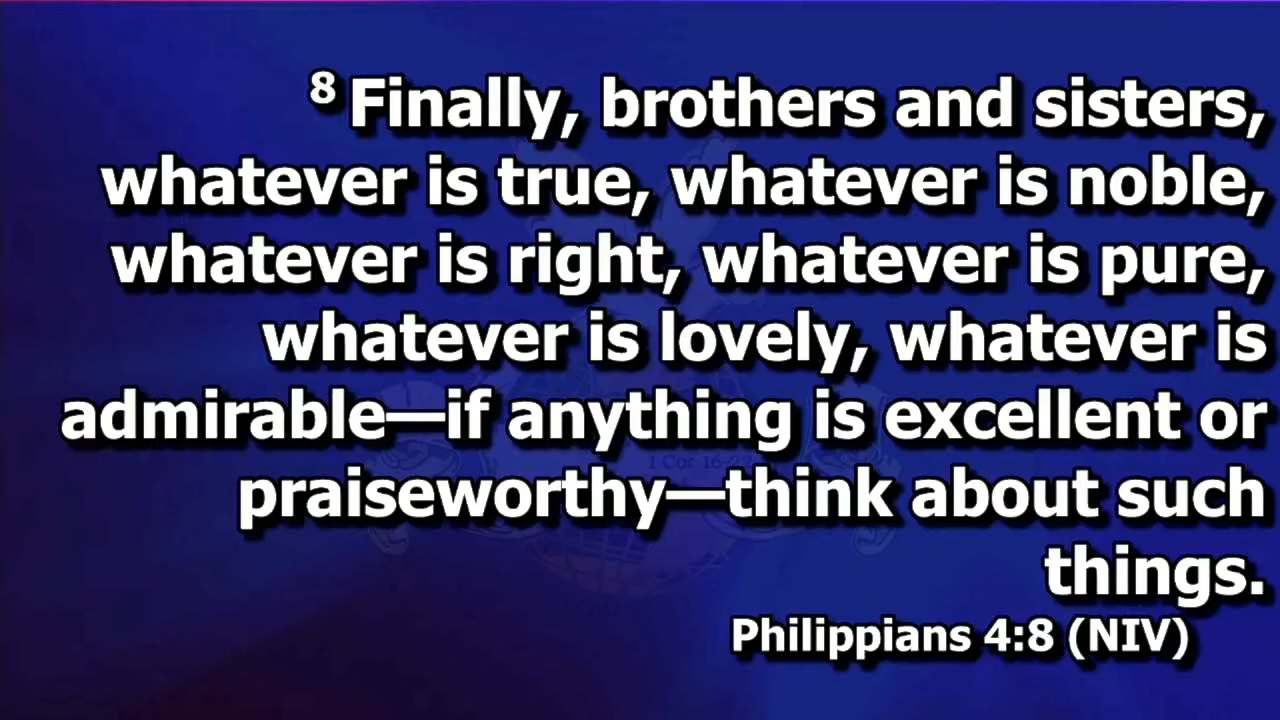 8 Finally, brothers and sisters,
whatever is true, whatever is noble,
whatever is right, whatever is pure,
whatever is lovely, whatever is
admirable—if anything is excellent or
praiseworthy—think about such
things.
Philippians 4:8 (NIV)